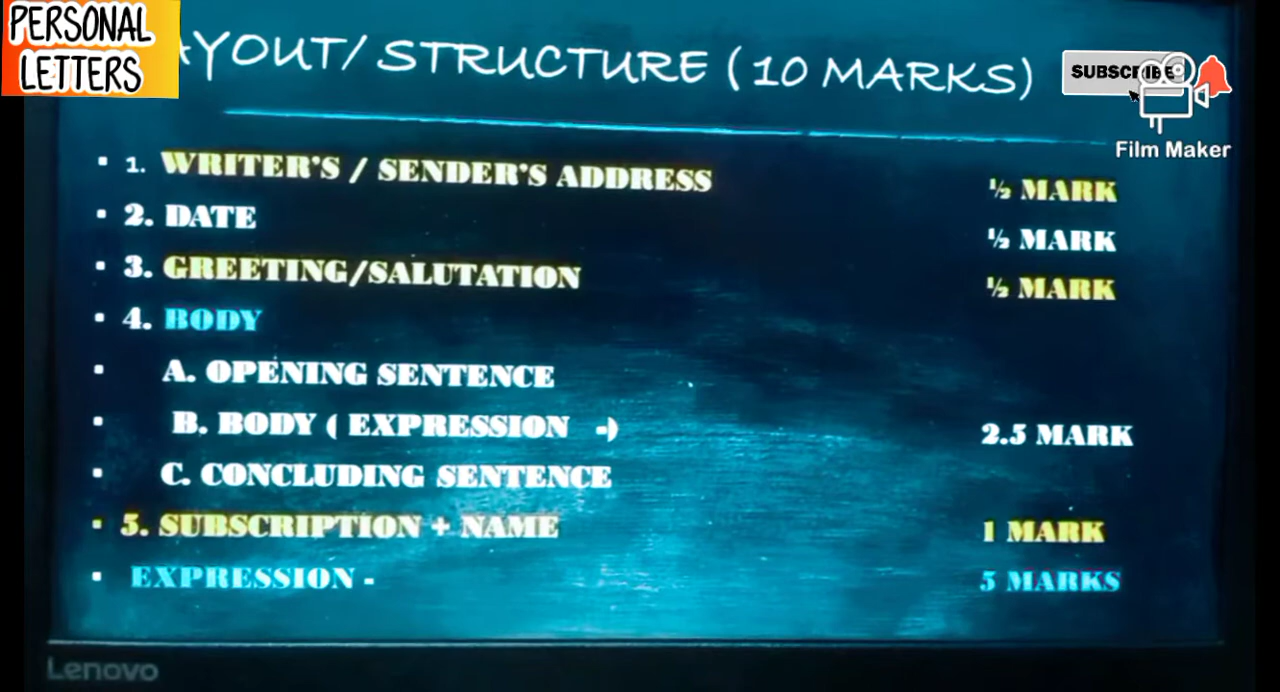 PERSONAL
LETTERS
AYOUT/ STRUCTURE (10 MARKS)
SUBSCRIBE
Film Maker
▪ 1. WRITER'S / SENDER'S ADDRESS ½ MARK
▪ 2. DATE ½ MARK
▪ 3. GREETING/SALUTATION ½ MARK
▪ 4. BODY
▪ A. OPENING SENTENCE
▪ B. BODY ( EXPRESSION -) 2.5 MARK
▪ C. CONCLUDING SENTENCE
▪ 5. SUBSCRIPTION + NAME 1 MARK
▪ EXPRESSION - 5 MARKS
Lenovo